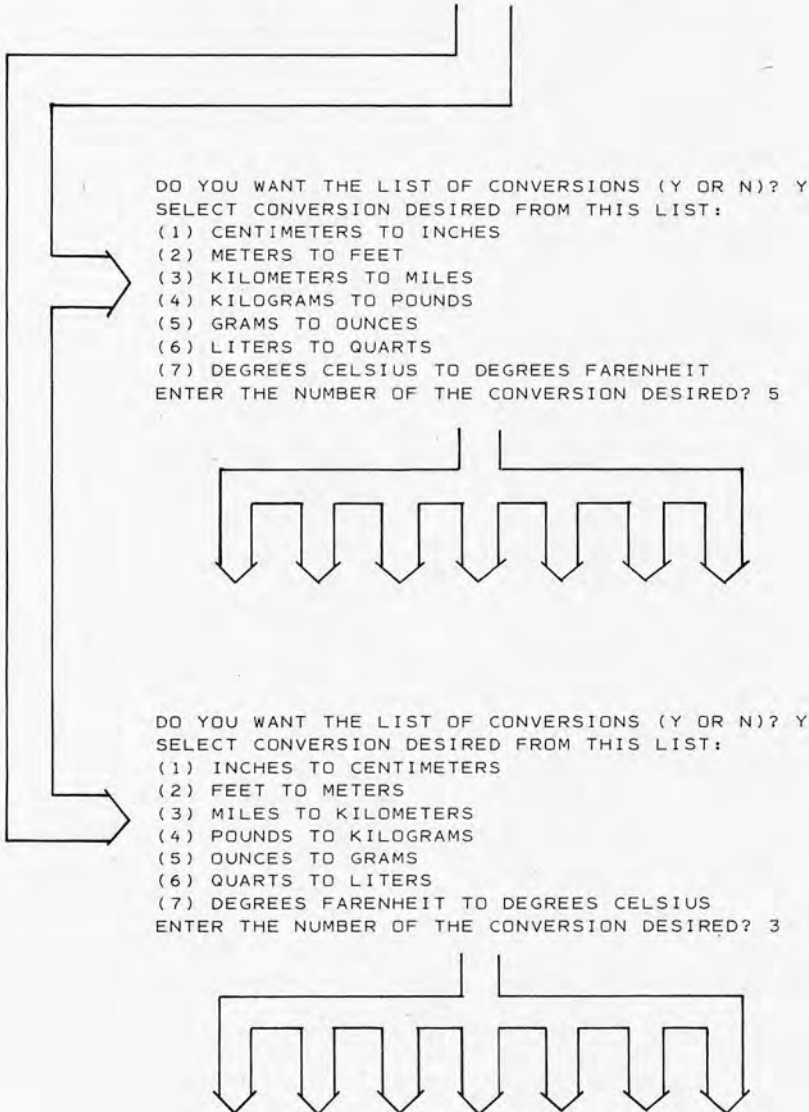 DO YOU WANT THE LIST OF CONVERSIONS (Y OR N)? Y
SELECT CONVERSION DESIRED FROM THIS LIST:
(1) CENTIMETERS TO INCHES
(2) METERS TO FEET
(3) KILOMETERS TO MILES
(4) KILOGRAMS TO POUNDS
(5) GRAMS TO OUNCES
(6) LITERS TO QUARTS
(7) DEGREES CELSIUS TO DEGREES FARENHEIT
ENTER THE NUMBER OF THE CONVERSION DESIRED? 5
DO YOU WANT THE LIST OF CONVERSIONS (Y OR N)? Y
SELECT CONVERSION DESIRED FROM THIS LIST:
(1) INCHES TO CENTIMETERS
(2) FEET TO METERS
(3) MILES TO KILOMETERS
(4) POUNDS TO KILOGRAMS
(5) OUNCES TO GRAMS
(6) QUARTS TO LITERS
(7) DEGREES FARENHEIT TO DEGREES CELSIUS
ENTER THE NUMBER OF THE CONVERSION DESIRED? 3